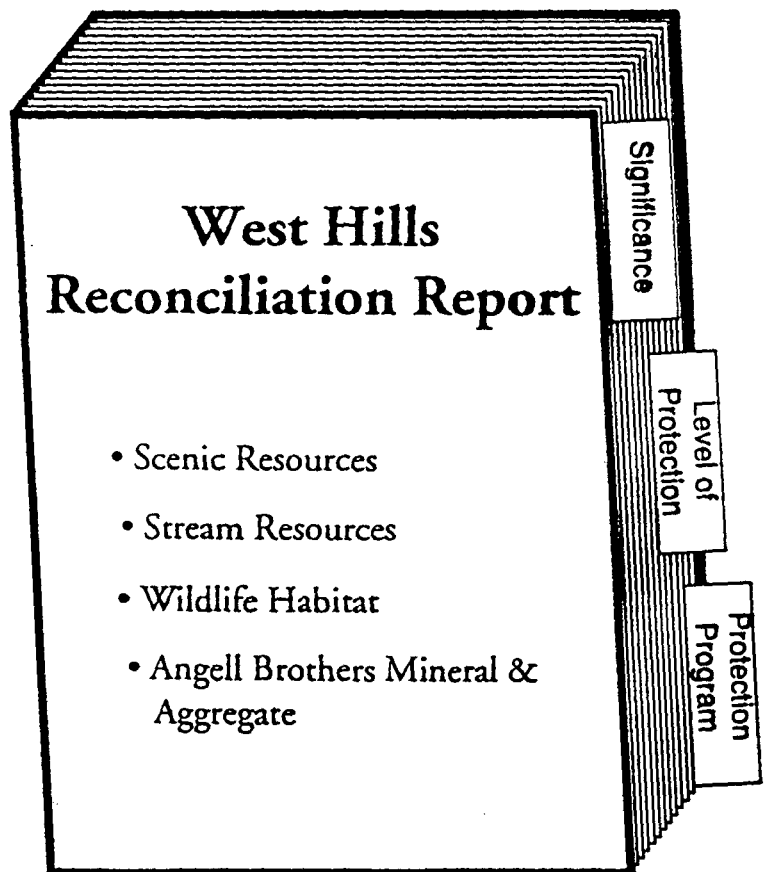 West Hills
Reconciliation Report
• Scenic Resources
• Stream Resources
• Wildlife Habitat
• Angell Brothers Mineral &
Aggregate
Significance
Level of
Protection
Protection
Program